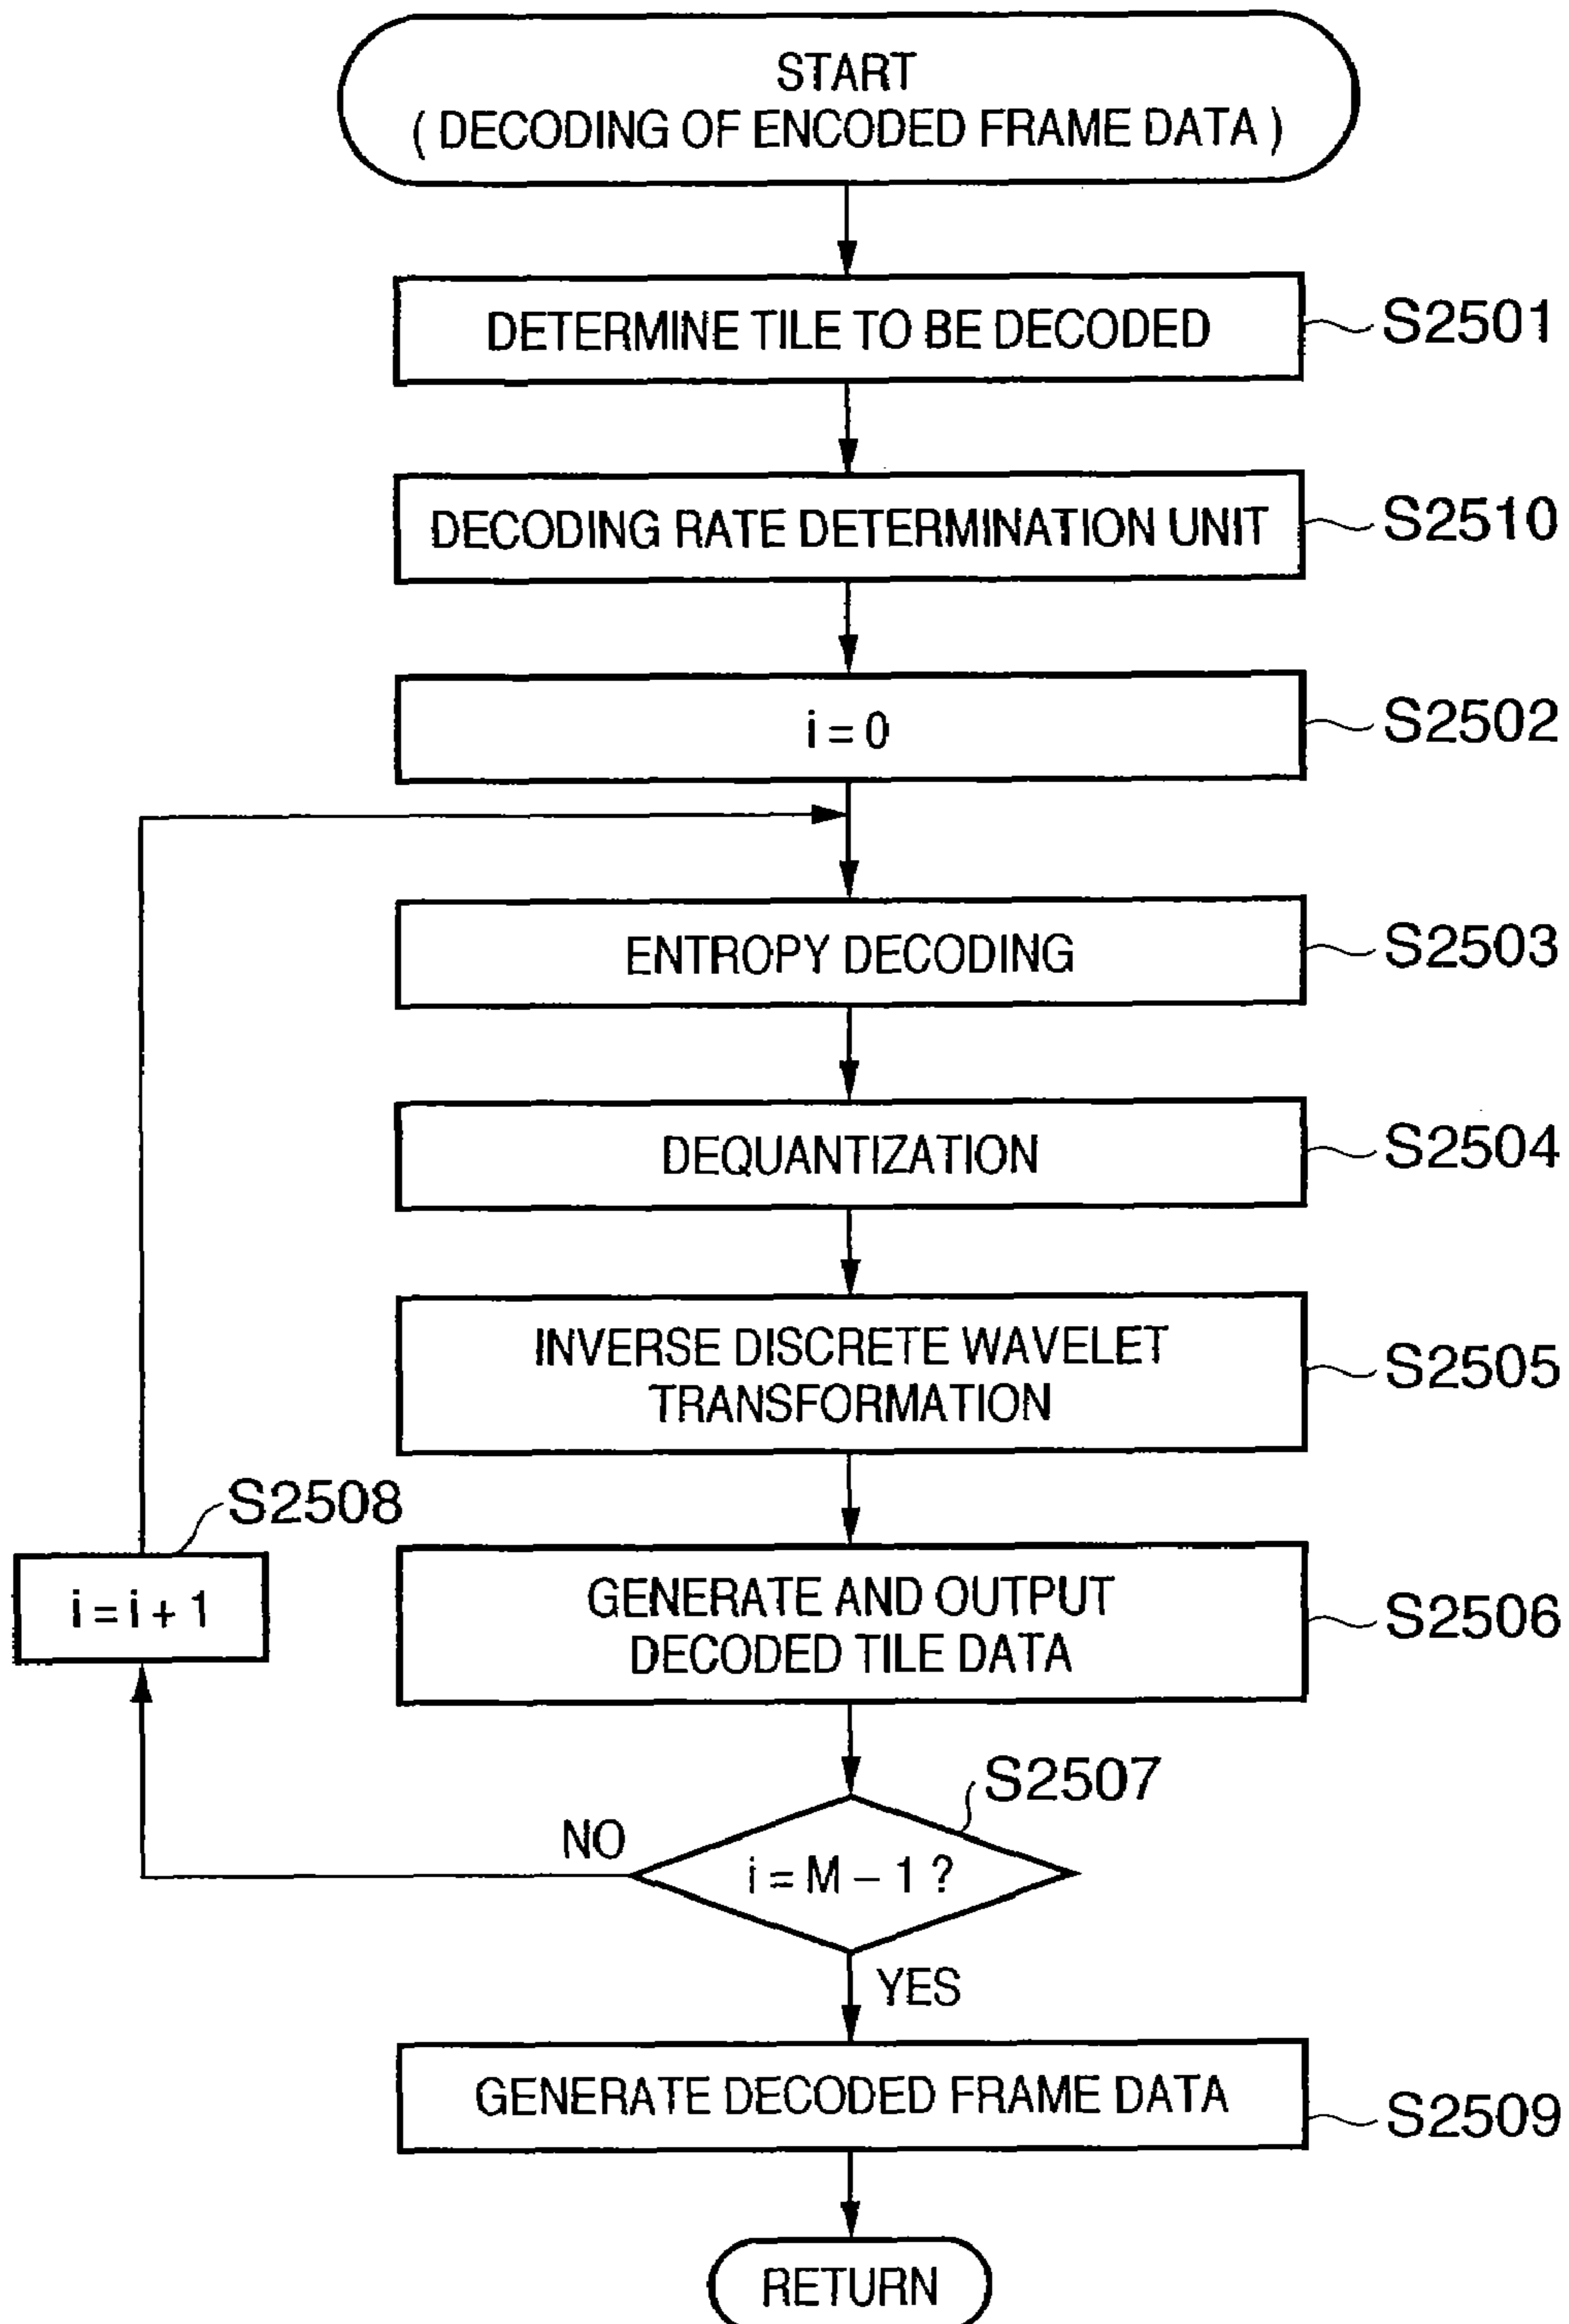 START
( DECODING OF ENCODED FRAME DATA )
DETERMINE TILE TO BE DECODED
S2501
DECODING RATE DETERMINATION UNIT
S2510
i = 0
S2502
ENTROPY DECODING
S2503
DEQUANTIZATION
S2504
INVERSE DISCRETE WAVELET
TRANSFORMATION
S2505
S2508
i = i + 1
GENERATE AND OUTPUT
DECODED TILE DATA
S2506
S2507
NO
i = M – 1 ?
YES
GENERATE DECODED FRAME DATA
S2509
RETURN